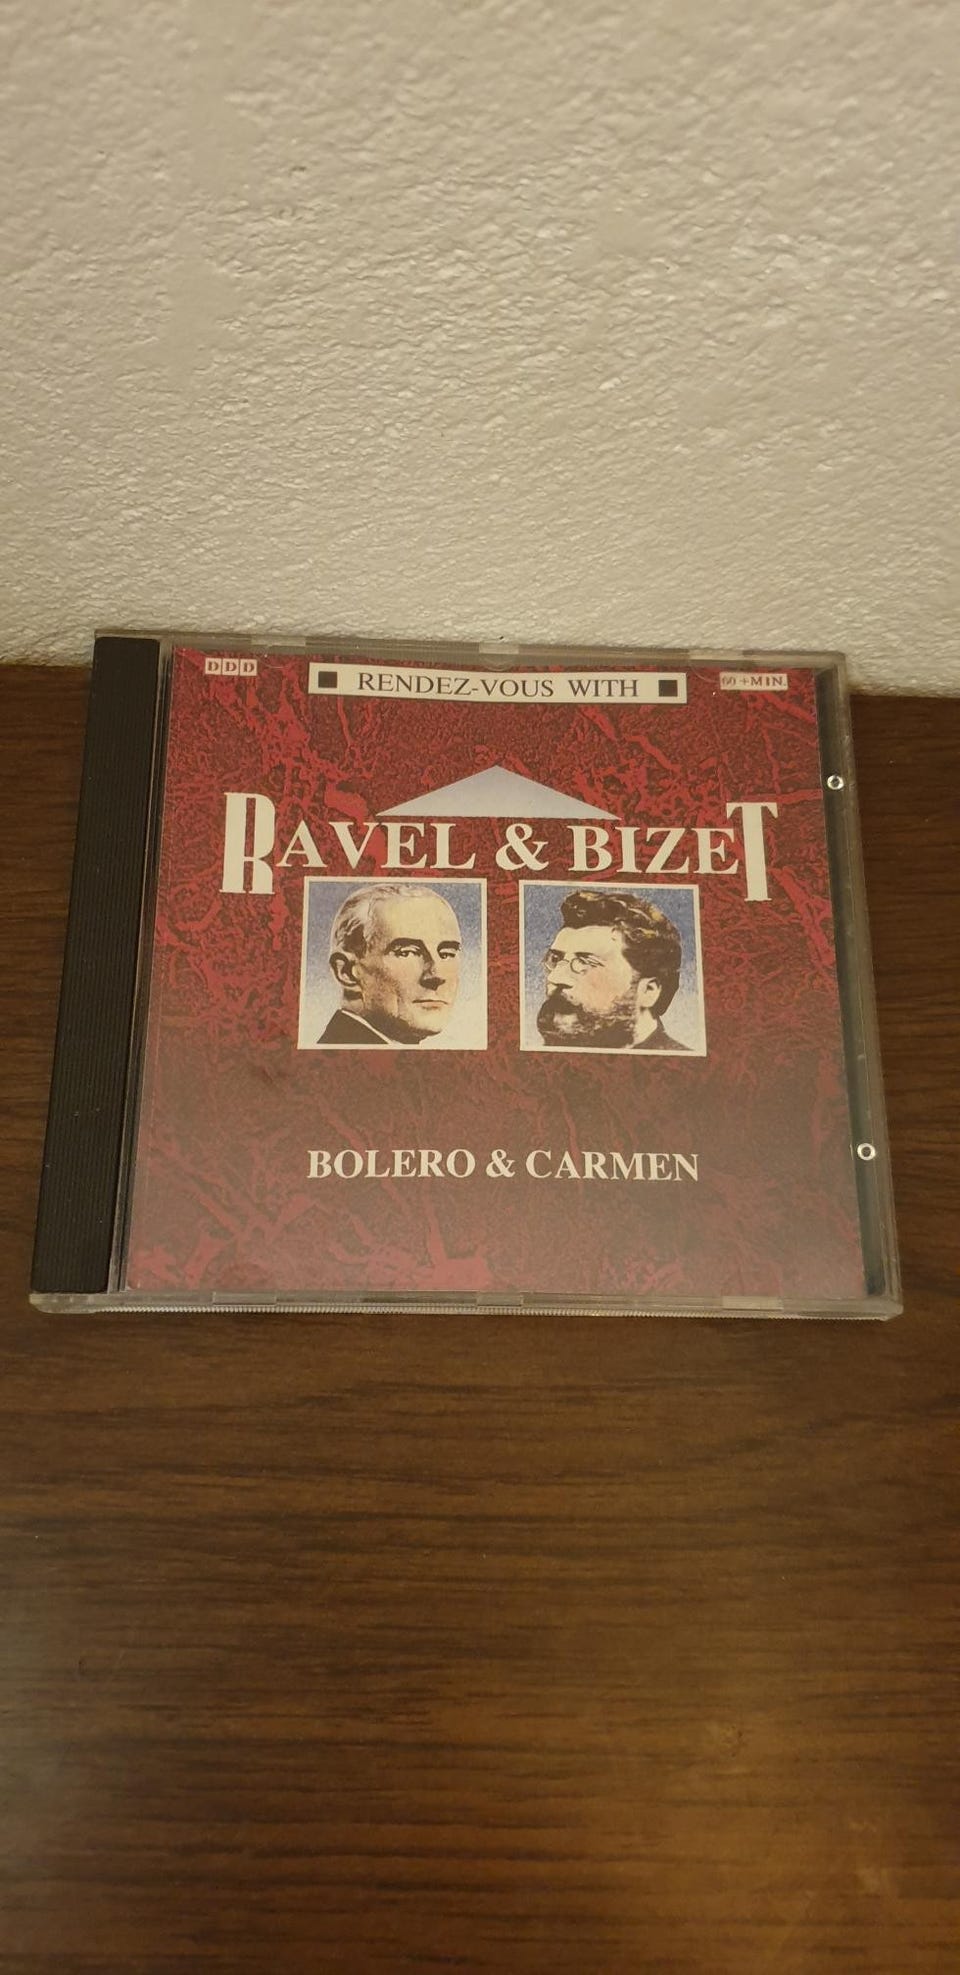 DDD
RENDEZ-VOUS WITH
60 +MIN.
RAVEL & BIZET
BOLERO & CARMEN